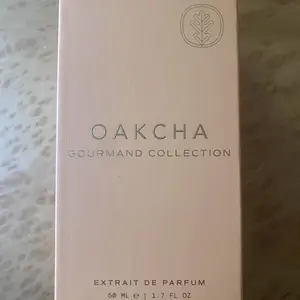 OAKCHA
GOURMAND COLLECTION
EXTRAIT DE PARFUM
50 ML ℮ | 1.7 FL OZ